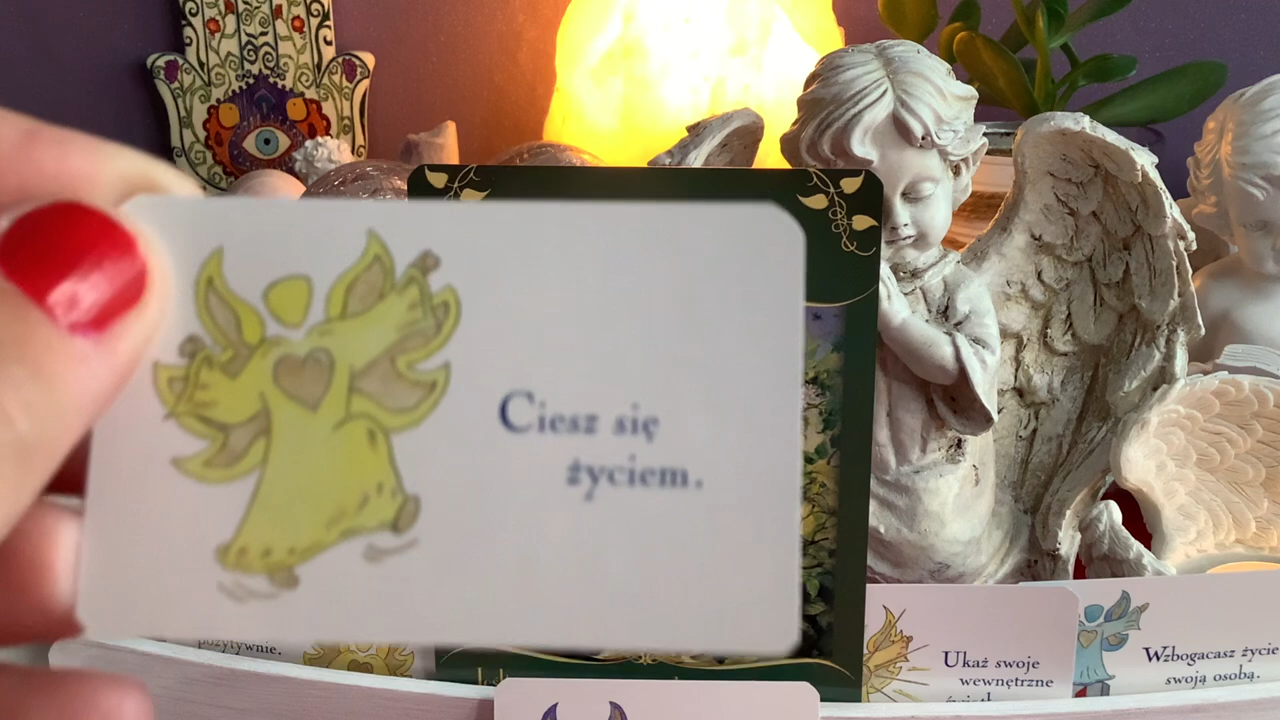 Ciesz się
życiem.
pozytywnie.
Ukaż swoje
wewnętrzne
Wzbogacasz życie
swoją osobą.